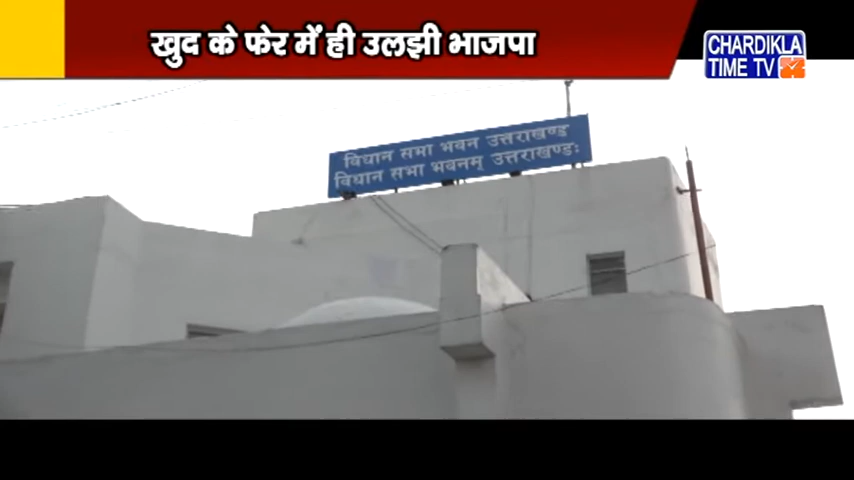 खुद के फेर में ही उलझी भाजपा
CHARDIKLA
TIME TV
विधान सभा भवन उत्तराखण्ड
विधान सभा भवनम् उत्तराखण्डः